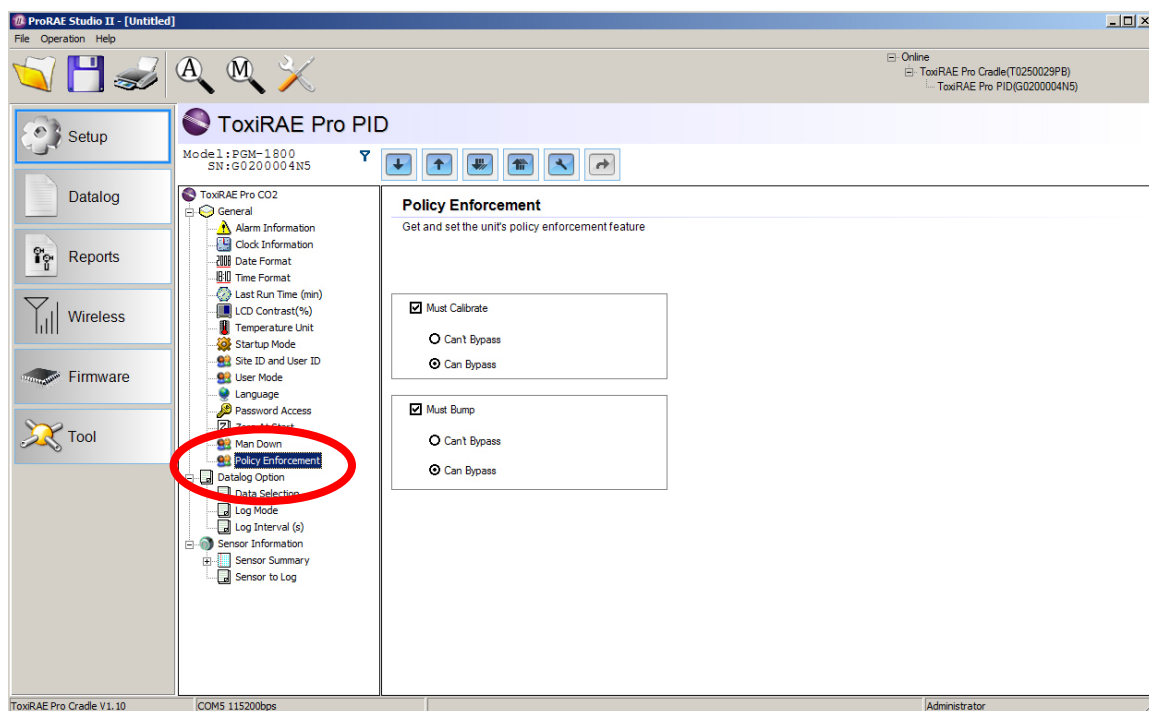 ProRAE Studio II - [Untitled]
File Operation Help
A M
Online
ToxiRAE Pro Cradle(T0250029PB)
ToxiRAE Pro PID(G0200004N5)
Setup
Datalog
Reports
Wireless
Firmware
Tool
ToxiRAE Pro PID
Model:PGM-1800
SN:G0200004N5
ToxiRAE Pro CO2
General
Alarm Information
Clock Information
Date Format
Time Format
Last Run Time (min)
LCD Contrast(%)
Temperature Unit
Startup Mode
Site ID and User ID
User Mode
Language
Password Access
Zero At Start
Man Down
Policy Enforcement
Datalog Option
Data Selection
Log Mode
Log Interval (s)
Sensor Information
Sensor Summary
Sensor to Log
Policy Enforcement
Get and set the unit's policy enforcement feature
Must Calibrate
Can't Bypass
Can Bypass
Must Bump
Can't Bypass
Can Bypass
ToxiRAE Pro Cradle V1.10 COM5 115200bps Administrator